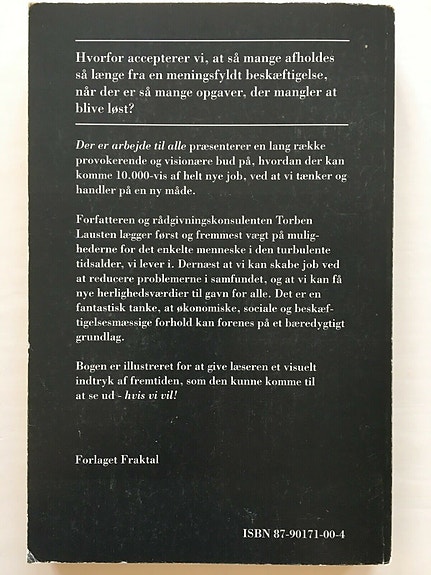 Hvorfor accepterer vi, at så mange afholdes
så længe fra en meningsfyldt beskæftigelse,
når der er så mange opgaver, der mangler at
blive løst?
Der er arbejde til alle præsenterer en lang række
provokerende og visionære bud på, hvordan der kan
komme 10.000-vis af helt nye job, ved at vi tænker og
handler på en ny måde.
Forfatteren og rådgivningskonsulenten Torben
Lausten lægger først og fremmest vægt på mulig-
hederne for det enkelte menneske i den turbulente
tidsalder, vi lever i. Dernæst at vi kan skabe job ved
at reducere problemerne i samfundet, og at vi kan få
nye herlighedsværdier til gavn for alle. Det er en
fantastisk tanke, at økonomiske, sociale og beskæf-
tigelsesmæssige forhold kan forenes på et bæredygtigt
grundlag.
Bogen er illustreret for at give læseren et visuelt
indtryk af fremtiden, som den kunne komme til
at se ud - hvis vi vil!
Forlaget Fraktal
ISBN 87-90171-00-4